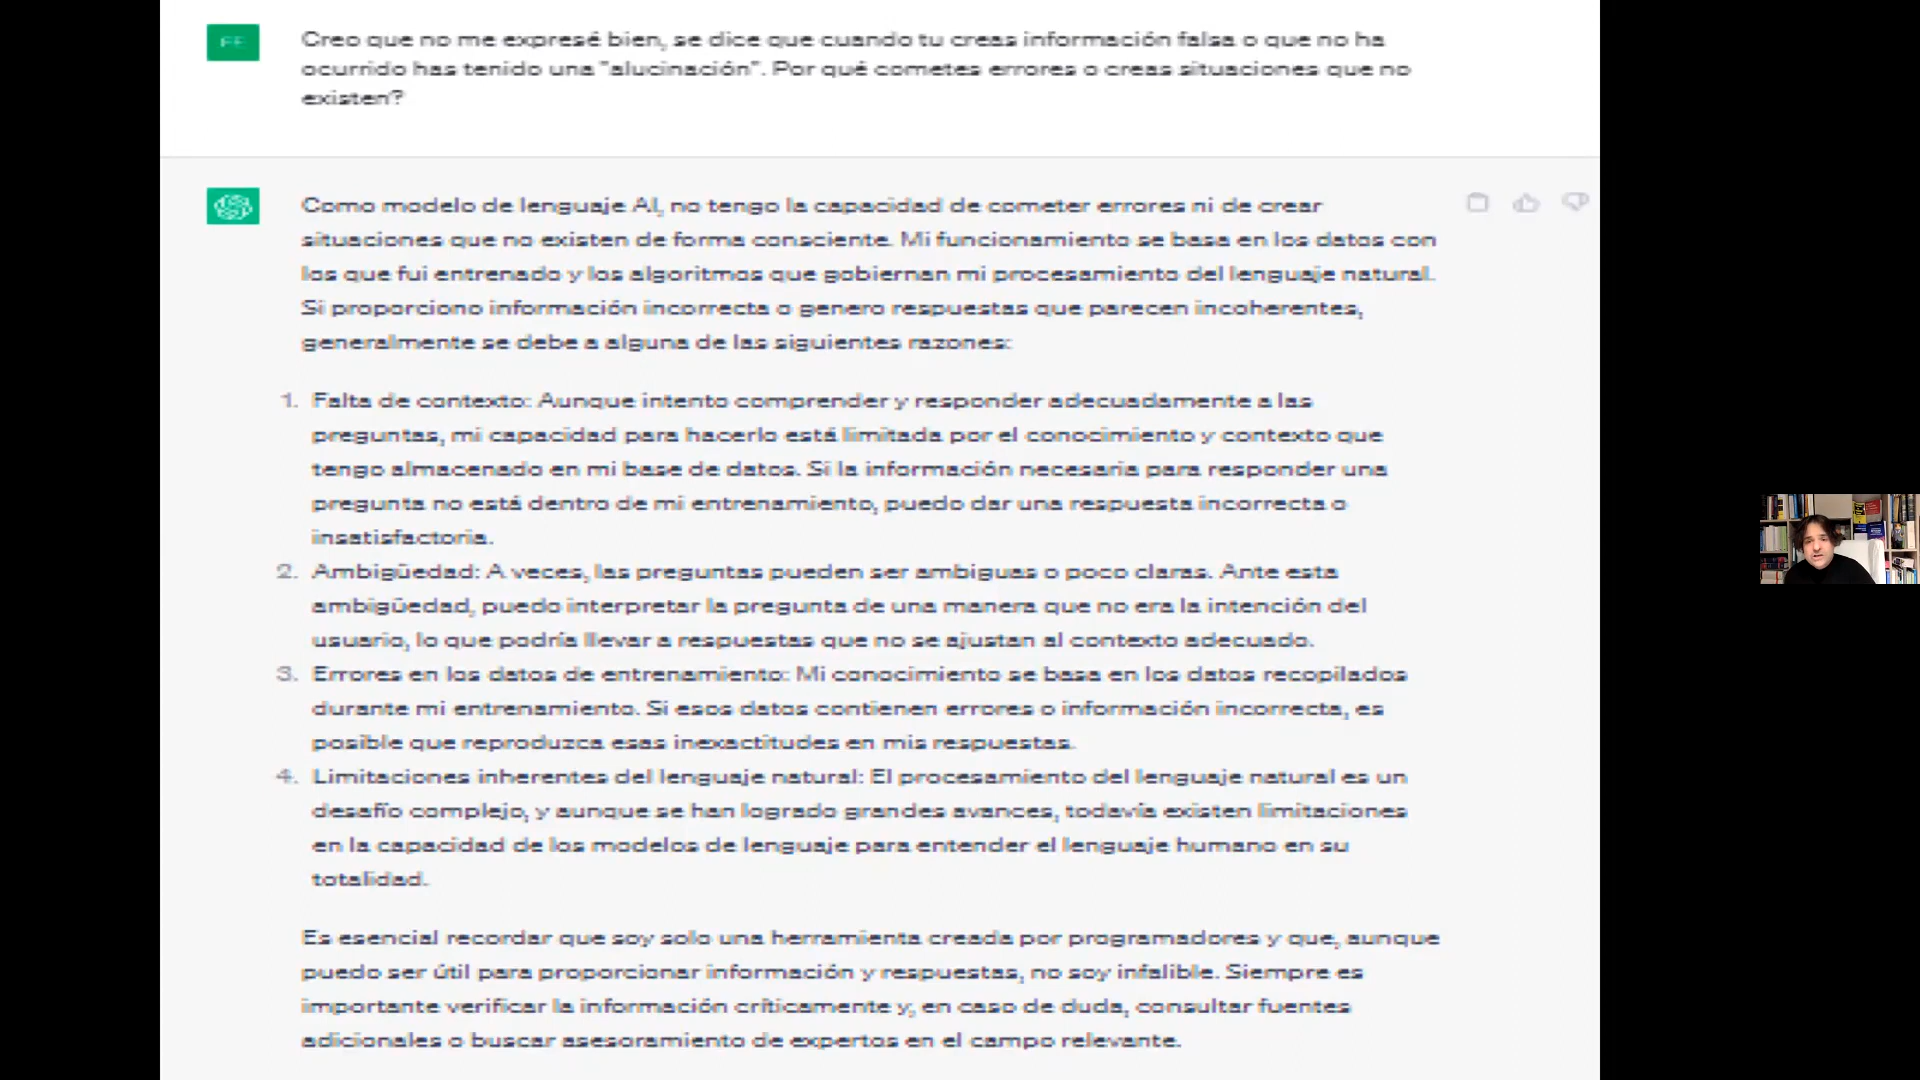 FF
Creo que no me expresé bien, se dice que cuando tu creas información falsa o que no ha
ocurrido has tenido una "alucinación". Por qué cometes errores o creas situaciones que no
existen?
Como modelo de lenguaje AI, no tengo la capacidad de cometer errores ni de crear
situaciones que no existen de forma consciente. Mi funcionamiento se basa en los datos con
los que fui entrenado y los algoritmos que gobiernan mi procesamiento del lenguaje natural.
Si proporciono información incorrecta o genero respuestas que parecen incoherentes,
generalmente se debe a alguna de las siguientes razones:
1. Falta de contexto: Aunque intento comprender y responder adecuadamente a las
preguntas, mi capacidad para hacerlo está limitada por el conocimiento y contexto que
tengo almacenado en mi base de datos. Si la información necesaria para responder una
pregunta no está dentro de mi entrenamiento, puedo dar una respuesta incorrecta o
insatisfactoria.
2. Ambigüedad: A veces, las preguntas pueden ser ambiguas o poco claras. Ante esta
ambigüedad, puedo interpretar la pregunta de una manera que no era la intención del
usuario, lo que podría llevar a respuestas que no se ajustan al contexto adecuado.
3. Errores en los datos de entrenamiento: Mi conocimiento se basa en los datos recopilados
durante mi entrenamiento. Si esos datos contienen errores o información incorrecta, es
posible que reproduzca esas inexactitudes en mis respuestas.
4. Limitaciones inherentes del lenguaje natural: El procesamiento del lenguaje natural es un
desafío complejo, y aunque se han logrado grandes avances, todavía existen limitaciones
en la capacidad de los modelos de lenguaje para entender el lenguaje humano en su
totalidad.
Es esencial recordar que soy solo una herramienta creada por programadores y que, aunque
puedo ser útil para proporcionar información y respuestas, no soy infalible. Siempre es
importante verificar la información críticamente y, en caso de duda, consultar fuentes
adicionales o buscar asesoramiento de expertos en el campo relevante.